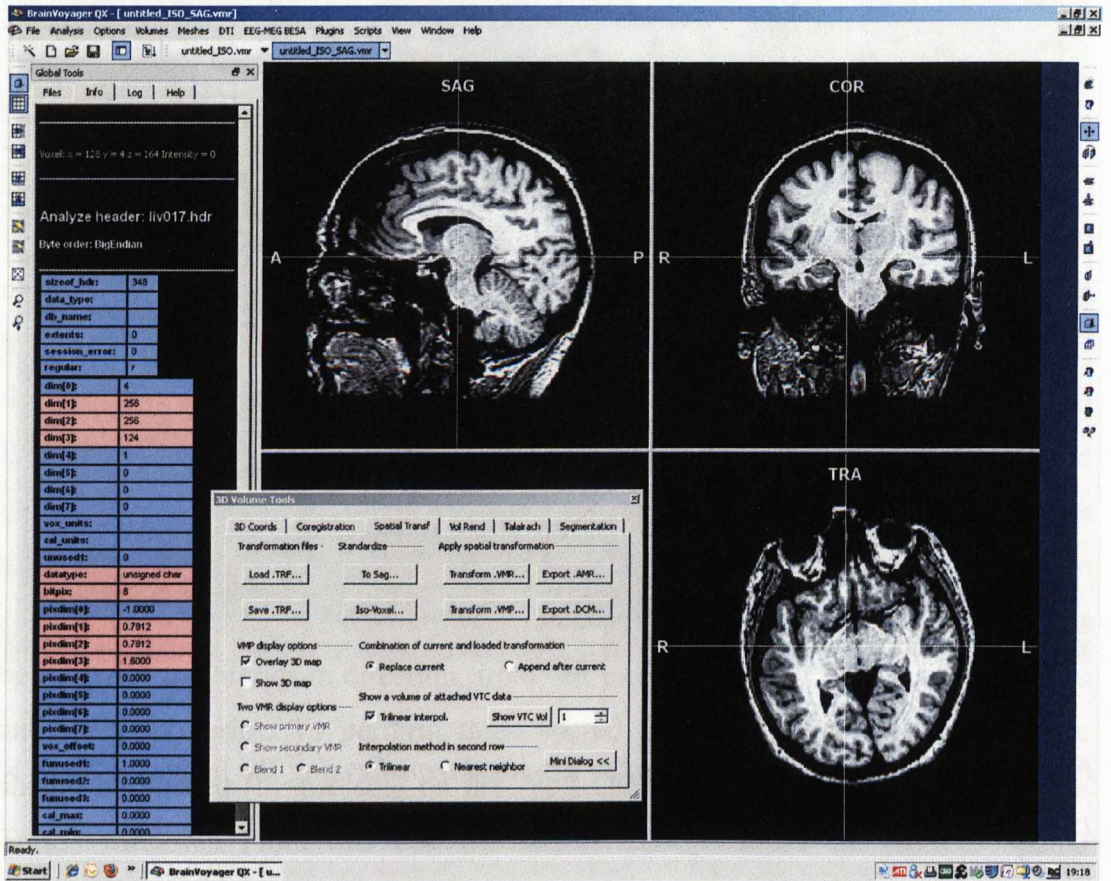 BrainVoyager QX - [ untitled_ISO_SAG.vmr]
File Analysis Options Volumes Meshes DTI EEG-MEG BESA Plugins Scripts View Window Help
untitled_ISO.vmr untitled_ISO_SAG.vmr
Global Tools
Files Info Log Help
Voxel: x = 128 y = 4 z = 164 Intensity = 0
Analyze header: liv017.hdr
Byte order: BigEndian
sizeof_hdr: 348
data_type:
db_name:
extents: 0
session_error: 0
regular: r
dim[0]: 4
dim[1]: 256
dim[2]: 256
dim[3]: 124
dim[4]: 1
dim[5]: 0
dim[6]: 0
dim[7]: 0
vox_units:
cal_units:
unused1: 0
datatype: unsigned char
bitpix: 8
pixdim[0]: -1.0000
pixdim[1]: 0.7812
pixdim[2]: 0.7812
pixdim[3]: 1.6000
pixdim[4]: 0.0000
pixdim[5]: 0.0000
pixdim[6]: 0.0000
pixdim[7]: 0.0000
vox_offset: 0.0000
funused1: 1.0000
funused2: 0.0000
funused3: 0.0000
cal_max: 0.0000
cal_min: 0.0000
SAG
A P
COR
R L
TRA
R L
3D Volume Tools
3D Coords Coregistration Spatial Transf Vol Rend Talairach Segmentation
Transformation files Standardize Apply spatial transformation
Load .TRF... To Sag... Transform .VMR... Export .AMR...
Save .TRF... Iso-Voxel... Transform .VMP... Export .DCM...
VMP display options Combination of current and loaded transformation
Overlay 3D map Replace current Append after current
Show 3D map
Show a volume of attached VTC data
Two VMR display options
Trilinear interpol. Show VTC Vol 1
Show primary VMR
Show secondary VMR Interpolation method in second row
Blend 1 Blend 2 Trilinear Nearest neighbor Mini Dialog <<
Ready.
Start » BrainVoyager QX - [ u... 19:18